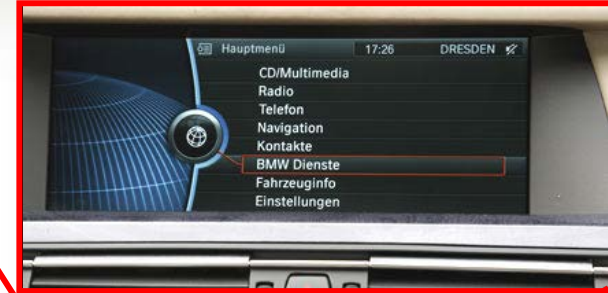 Hauptmenü 17:26 DRESDEN
CD/Multimedia
Radio
Telefon
Navigation
Kontakte
BMW Dienste
Fahrzeuginfo
Einstellungen